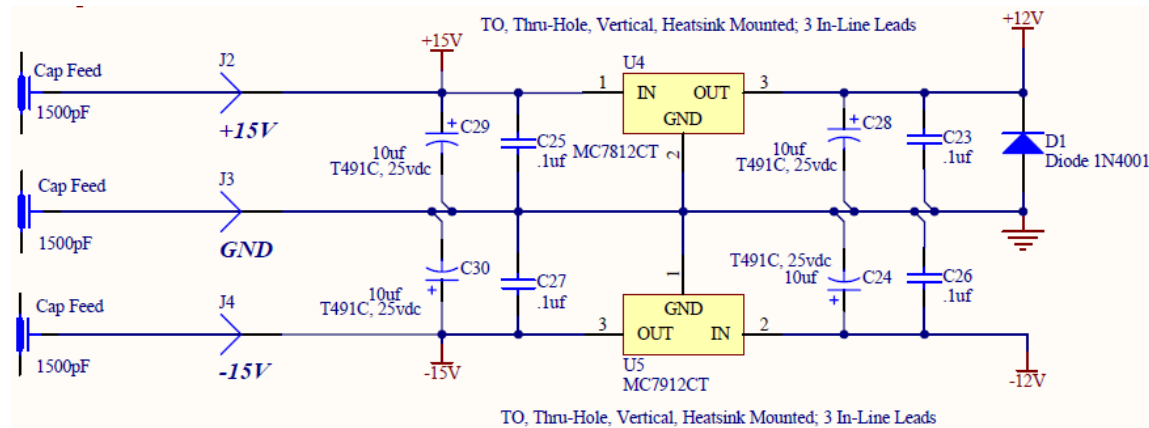 TO, Thru-Hole, Vertical, Heatsink Mounted; 3 In-Line Leads
+12V
+15V
Cap Feed
J2
U4
1
IN
OUT
3
GND
1500pF
+15V
C29
10uf
T491C, 25vdc
C25
.1uf
MC7812CT
2
C28
10uf
T491C, 25vdc
C23
.1uf
D1
Diode 1N4001
Cap Feed
J3
1500pF
GND
C30
10uf
T491C, 25vdc
C27
.1uf
1
T491C, 25vdc
10uf
C24
C26
.1uf
Cap Feed
J4
3
GND
OUT
IN
2
1500pF
-15V
-15V
U5
MC7912CT
-12V
TO, Thru-Hole, Vertical, Heatsink Mounted; 3 In-Line Leads